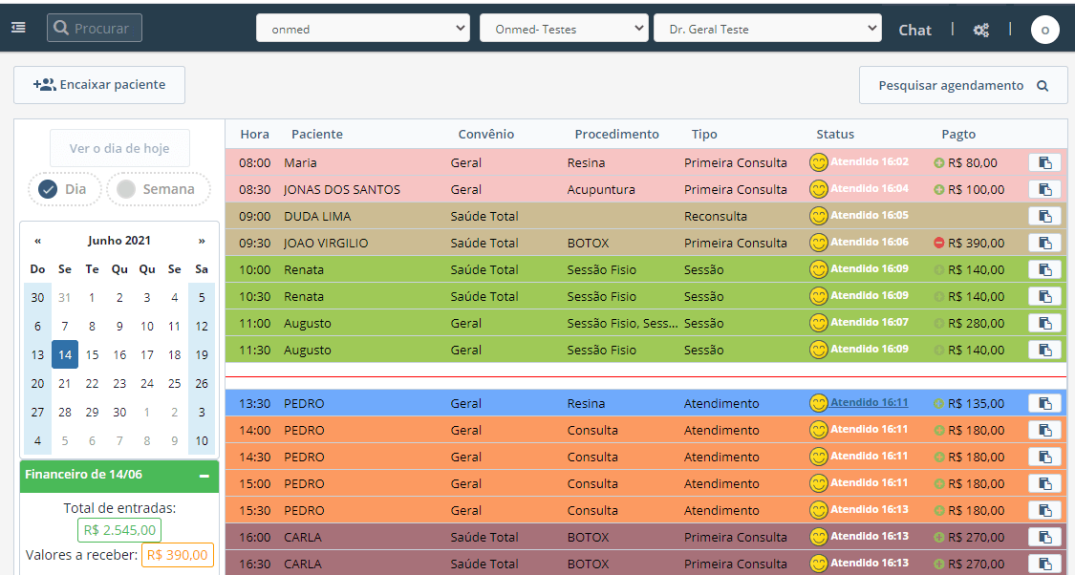 Procurar onmed Onmed- Testes Dr. Geral Teste Chat o
Encaixar paciente Pesquisar agendamento
Ver o dia de hoje
Dia Semana
« Junho 2021 »
Do Se Te Qu Qu Se Sa
30 31 1 2 3 4 5
6 7 8 9 10 11 12
13 14 15 16 17 18 19
20 21 22 23 24 25 26
27 28 29 30 1 2 3
4 5 6 7 8 9 10
Financeiro de 14/06 –
Total de entradas:
R$ 2.545,00
Valores a receber: R$ 390,00
Hora Paciente Convênio Procedimento Tipo Status Pagto
08:00 Maria Geral Resina Primeira Consulta Atendido 16:02 R$ 80,00
08:30 JONAS DOS SANTOS Geral Acupuntura Primeira Consulta Atendido 16:04 R$ 100,00
09:00 DUDA LIMA Saúde Total Reconsulta Atendido 16:05
09:30 JOAO VIRGILIO Saúde Total BOTOX Primeira Consulta Atendido 16:06 R$ 390,00
10:00 Renata Saúde Total Sessão Fisio Sessão Atendido 16:09 R$ 140,00
10:30 Renata Saúde Total Sessão Fisio Sessão Atendido 16:09 R$ 140,00
11:00 Augusto Geral Sessão Fisio, Sess... Sessão Atendido 16:07 R$ 280,00
11:30 Augusto Geral Sessão Fisio Sessão Atendido 16:09 R$ 140,00
13:30 PEDRO Geral Resina Atendimento Atendido 16:11 R$ 135,00
14:00 PEDRO Geral Consulta Atendimento Atendido 16:11 R$ 180,00
14:30 PEDRO Geral Consulta Atendimento Atendido 16:11 R$ 180,00
15:00 PEDRO Geral Consulta Atendimento Atendido 16:11 R$ 180,00
15:30 PEDRO Geral Consulta Atendimento Atendido 16:13 R$ 180,00
16:00 CARLA Saúde Total BOTOX Primeira Consulta Atendido 16:13 R$ 270,00
16:30 CARLA Saúde Total BOTOX Primeira Consulta Atendido 16:13 R$ 270,00